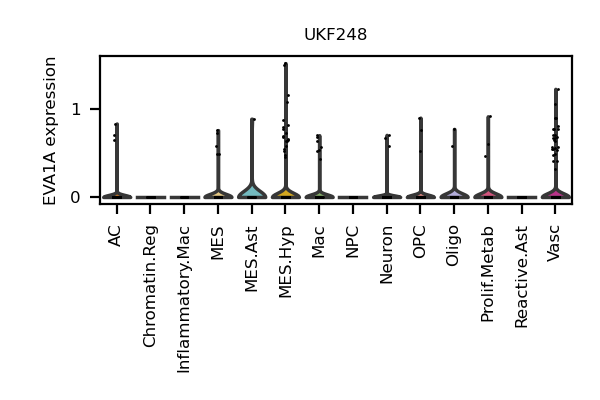 UKF248
EVA1A expression
1
0
AC
Chromatin.Reg
Inflammatory.Mac
MES
MES.Ast
MES.Hyp
Mac
NPC
Neuron
OPC
Oligo
Prolif.Metab
Reactive.Ast
Vasc